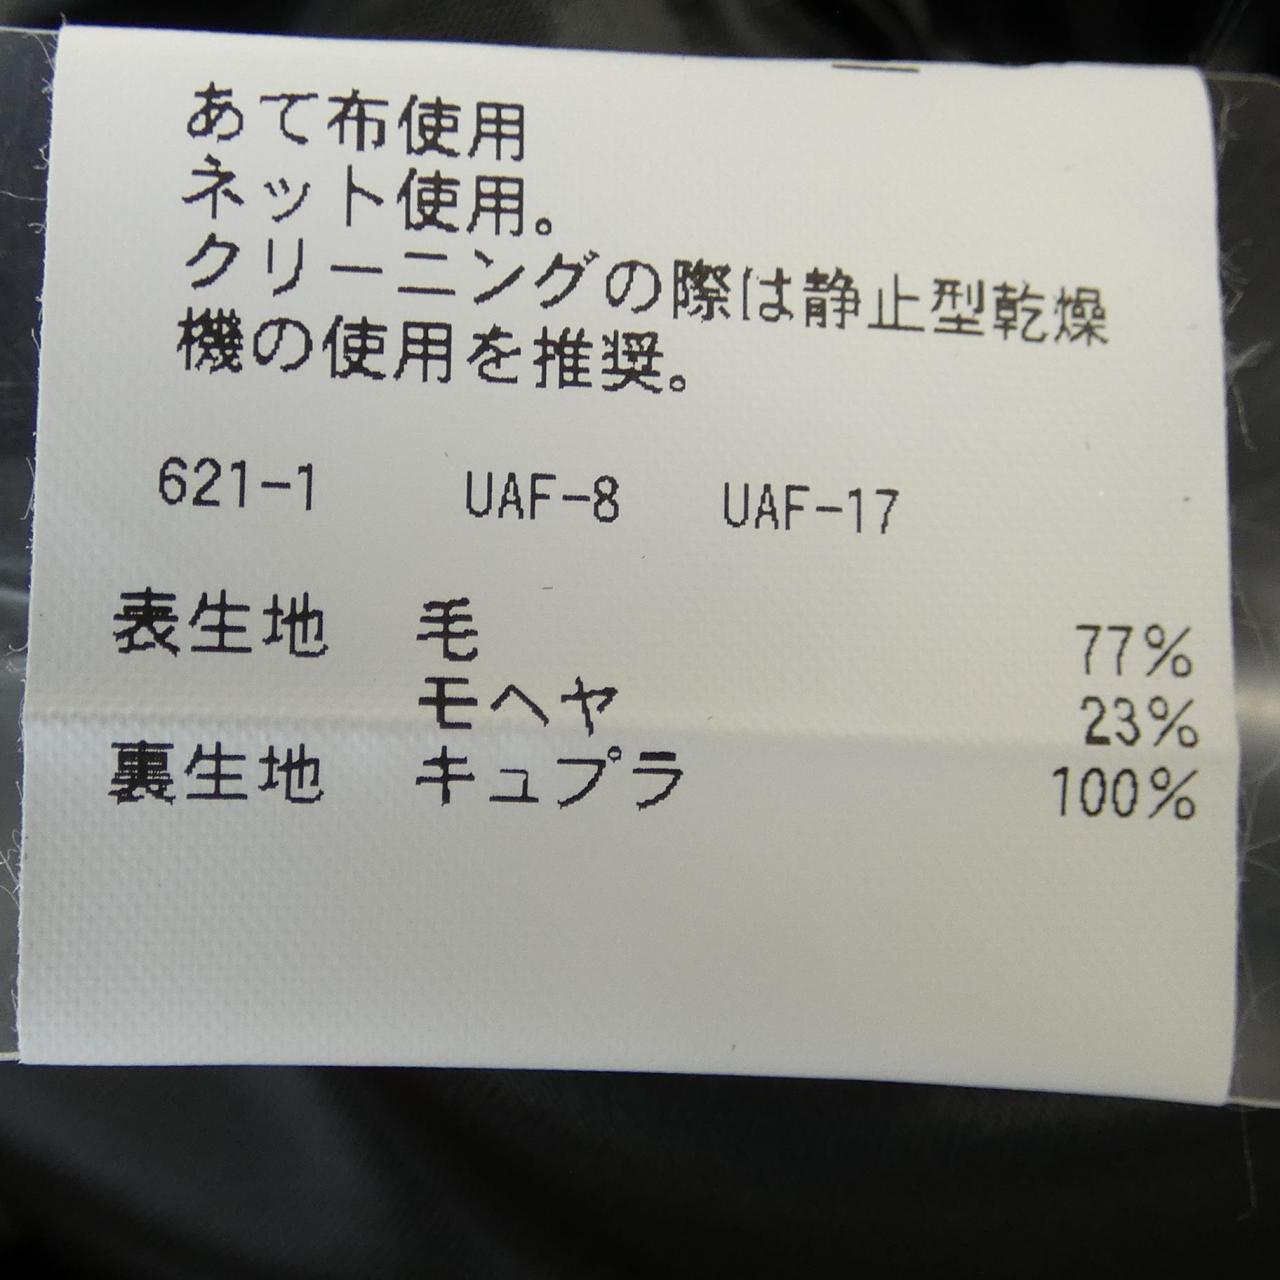 あて布使用
ネット使用。
クリーニングの際は静止型乾燥
機の使用を推奨。
621-1 UAF-8 UAF-17
表生地 毛 77%
モヘヤ 23%
裏生地 キュプラ 100%